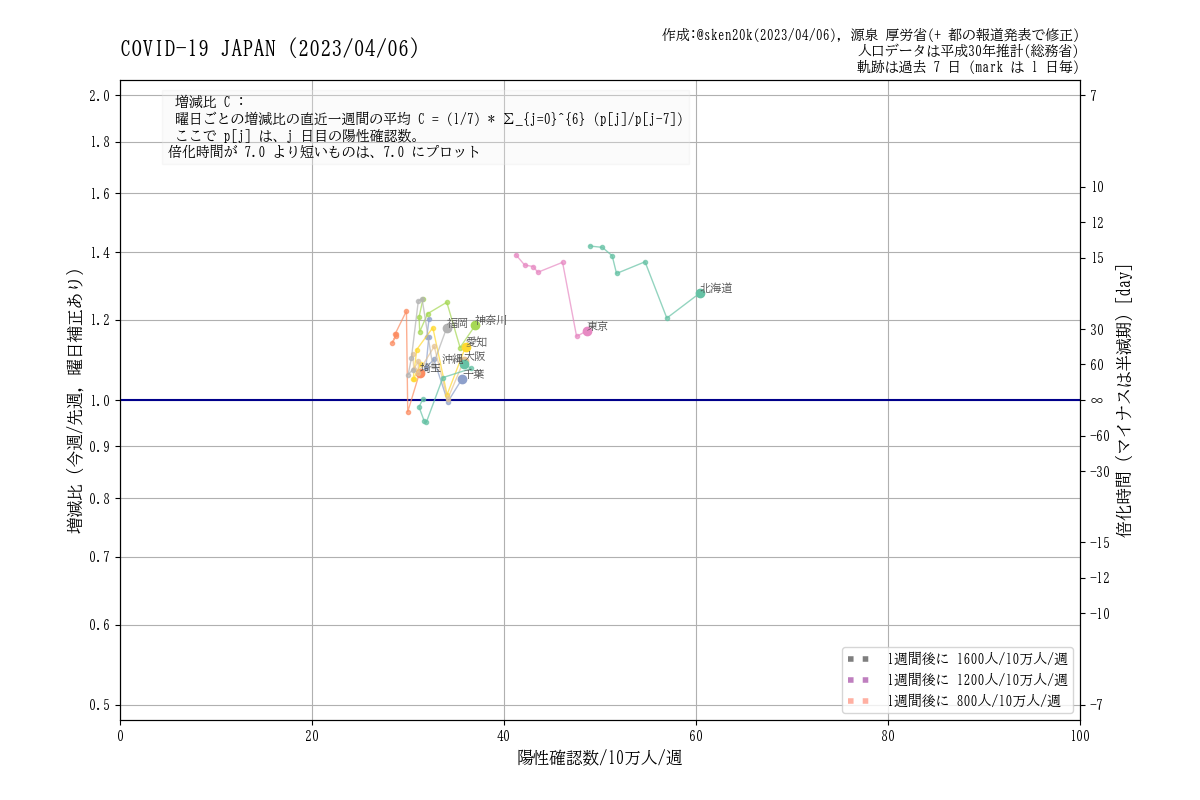 COVID-19 JAPAN (2023/04/06)
作成:@sken20k(2023/04/06), 源泉 厚労省(+ 都の報道発表で修正)
人口データは平成30年推計(総務省)
軌跡は過去 7 日 (mark は 1 日毎)
増減比 C :
曜日ごとの増減比の直近一週間の平均 C = (1/7) * Σ_{j=0}^{6} (p[j]/p[j-7])
ここで p[j] は、j 日目の陽性確認数。
倍化時間が 7.0 より短いものは、7.0 にプロット
増減比 (今週/先週, 曜日補正あり)
2.0
1.8
1.6
1.4
1.2
1.0
0.9
0.8
0.7
0.6
0.5
北海道
東京
神奈川
福岡
愛知
大阪
沖縄
埼玉
千葉
7
10
12
15
30
60
∞
-60
-30
-15
-12
-10
-7
倍化時間 (マイナスは半減期) [day]
1週間後に 1600人/10万人/週
1週間後に 1200人/10万人/週
1週間後に 800人/10万人/週
0 20 40 60 80 100
陽性確認数/10万人/週